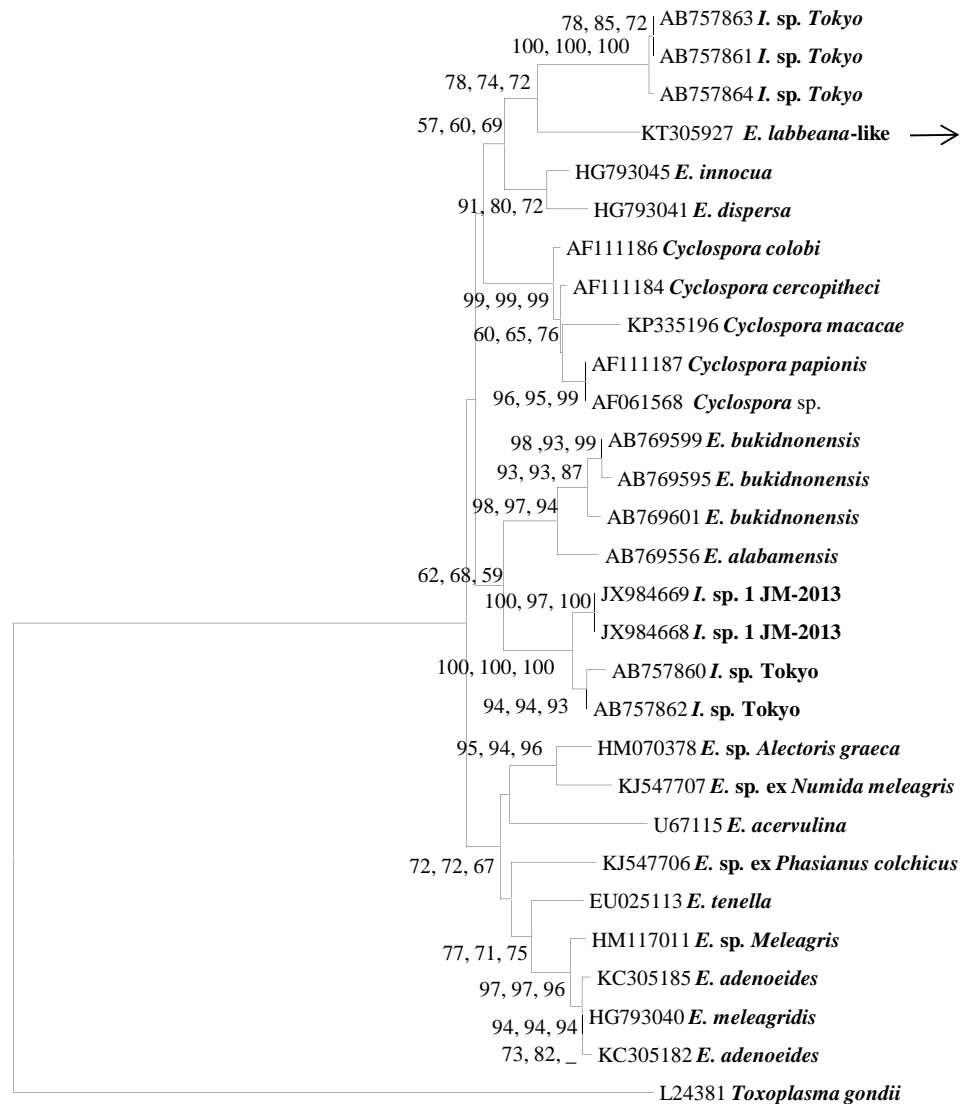 AB757863 I. sp. Tokyo
78, 85, 72
100, 100, 100
AB757861 I. sp. Tokyo
78, 74, 72
AB757864 I. sp. Tokyo
57, 60, 69
KT305927 E. labbeana-like
HG793045 E. innocua
91, 80, 72
HG793041 E. dispersa
AF111186 Cyclospora colobi
AF111184 Cyclospora cercopitheci
99, 99, 99
KP335196 Cyclospora macacae
60, 65, 76
AF111187 Cyclospora papionis
96, 95, 99
AF061568 Cyclospora sp.
98 ,93, 99
AB769599 E. bukidnonensis
93, 93, 87
AB769595 E. bukidnonensis
98, 97, 94
AB769601 E. bukidnonensis
AB769556 E. alabamensis
62, 68, 59
100, 97, 100
JX984669 I. sp. 1 JM-2013
JX984668 I. sp. 1 JM-2013
100, 100, 100
AB757860 I. sp. Tokyo
94, 94, 93
AB757862 I. sp. Tokyo
95, 94, 96
HM070378 E. sp. Alectoris graeca
KJ547707 E. sp. ex Numida meleagris
U67115 E. acervulina
72, 72, 67
KJ547706 E. sp. ex Phasianus colchicus
EU025113 E. tenella
HM117011 E. sp. Meleagris
77, 71, 75
KC305185 E. adenoeides
97, 97, 96
HG793040 E. meleagridis
94, 94, 94
73, 82, _
KC305182 E. adenoeides
L24381 Toxoplasma gondii